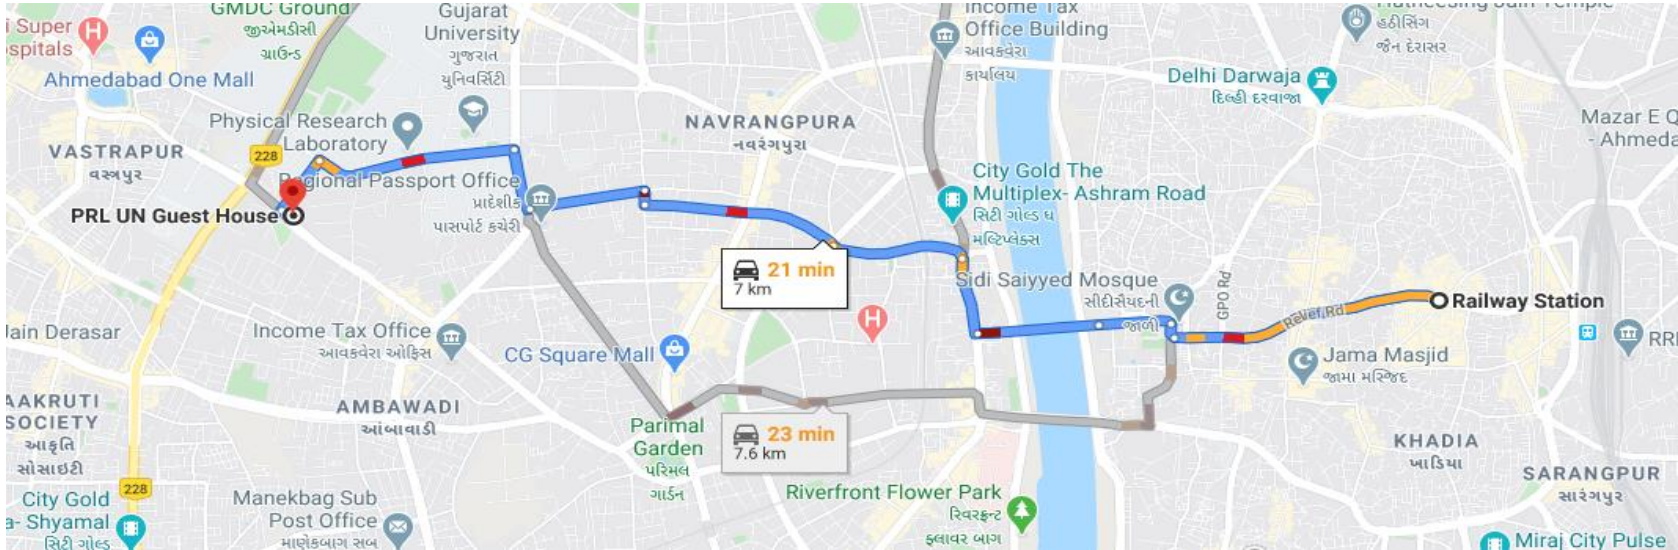 GMDC Ground
જીએમડીસી
ગ્રાઉન્ડ
i Super
ospitals
Ahmedabad One Mall
Gujarat
University
ગુજરાત
યુનિવર્સિટી
Income Tax
Office Building
આવકવેરા
કાર્યાલય
Hutheesing Jain Temple
હઠીસિંગ
જૈન દેરાસર
Delhi Darwaja
દિલ્હી દરવાજા
Mazar E Q
- Ahmeda
Physical Research
Laboratory
NAVRANGPURA
નવરંગપુરા
VASTRAPUR
વસ્ત્રાપુર
228
Regional Passport Office
પ્રાદેશીક
પાસપોર્ટ કચેરી
City Gold The
Multiplex- Ashram Road
સિટી ગોલ્ડ ધ
મલ્ટિપ્લેક્સ
PRL UN Guest House
21 min
7 km
Sidi Saiyyed Mosque
સીદીસૈયદની
જાળી
GPO Rd
Relief Rd
Railway Station
Jain Derasar
Income Tax Office
આવકવેરા ઓફિસ
CG Square Mall
H
H
Jama Masjid
જામા મસ્જિદ
RRI
AAKRUTI
SOCIETY
આકૃતિ
સોસાઇટી
AMBAWADI
આંબાવાડી
Parimal
Garden
પરિમલ
ગાર્ડન
23 min
7.6 km
KHADIA
ખાડિયા
SARANGPUR
સારંગપુર
228
City Gold
a- Shyamal
સિટી ગોલ્ડ
Manekbag Sub
Post Office
માણેકબાગ સબ
Riverfront Flower Park
રિવરફ્રન્ટ
ફ્લાવર બાગ
Miraj City Pulse